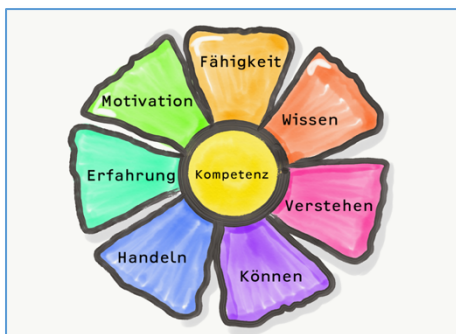 Fähigkeit
Wissen
Verstehen
Können
Handeln
Erfahrung
Motivation
Kompetenz